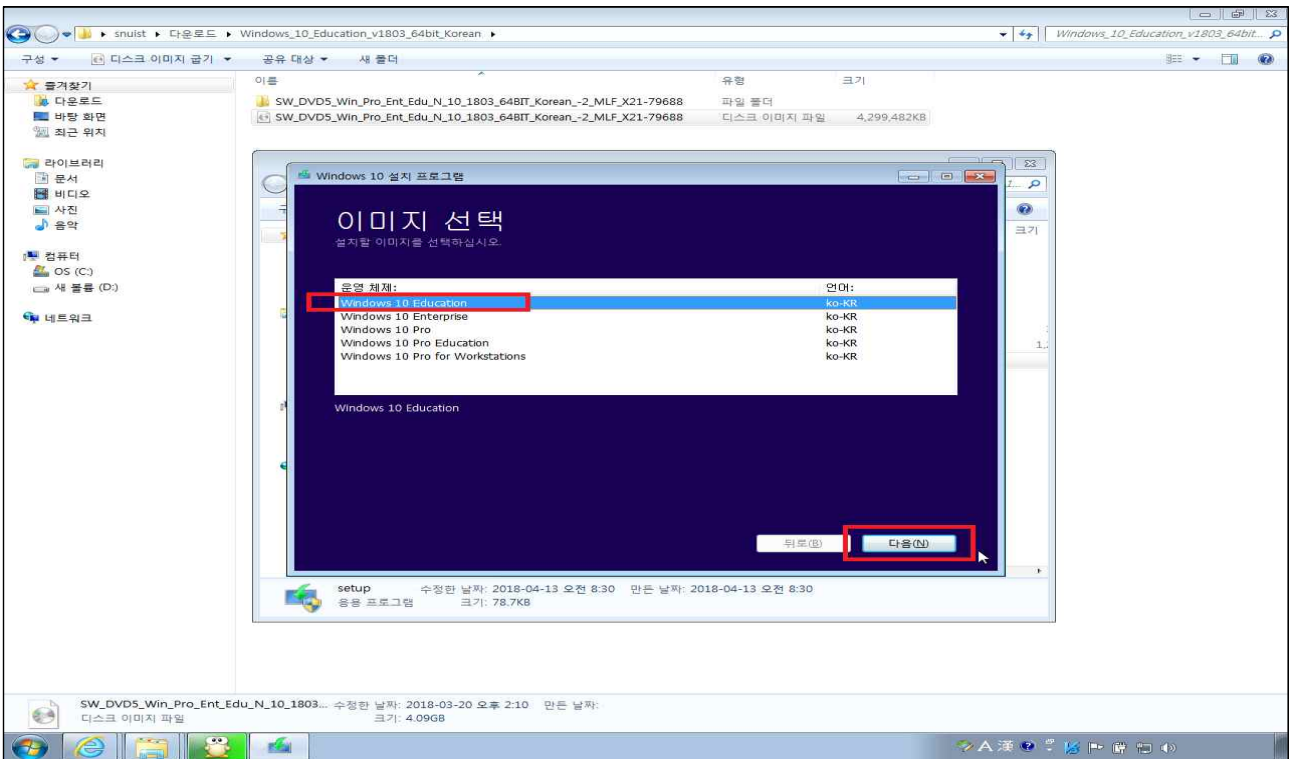 snuist ▸ 다운로드 ▸ Windows_10_Education_v1803_64bit_Korean ▸
Windows_10_Education_v1803_64bit...
구성 디스크 이미지 굽기 공유 대상 새 폴더
이름 유형 크기
SW_DVD5_Win_Pro_Ent_Edu_N_10_1803_64BIT_Korean_-2_MLF_X21-79688 파일 폴더
SW_DVD5_Win_Pro_Ent_Edu_N_10_1803_64BIT_Korean_-2_MLF_X21-79688 디스크 이미지 파일 4,299,482KB
즐겨찾기
다운로드
바탕 화면
최근 위치
라이브러리
문서
비디오
사진
음악
컴퓨터
OS (C:)
새 볼륨 (D:)
네트워크
Windows 10 설치 프로그램
크기
이미지 선택
설치할 이미지를 선택하십시오.
운영 체제: 언어:
Windows 10 Education ko-KR
Windows 10 Enterprise ko-KR
Windows 10 Pro ko-KR
Windows 10 Pro Education ko-KR
Windows 10 Pro for Workstations ko-KR
Windows 10 Education
뒤로(B) 다음(N)
setup 수정한 날짜: 2018-04-13 오전 8:30 만든 날짜: 2018-04-13 오전 8:30
응용 프로그램 크기: 78.7KB
SW_DVD5_Win_Pro_Ent_Edu_N_10_1803... 수정한 날짜: 2018-03-20 오후 2:10 만든 날짜:
디스크 이미지 파일 크기: 4.09GB
A 漢